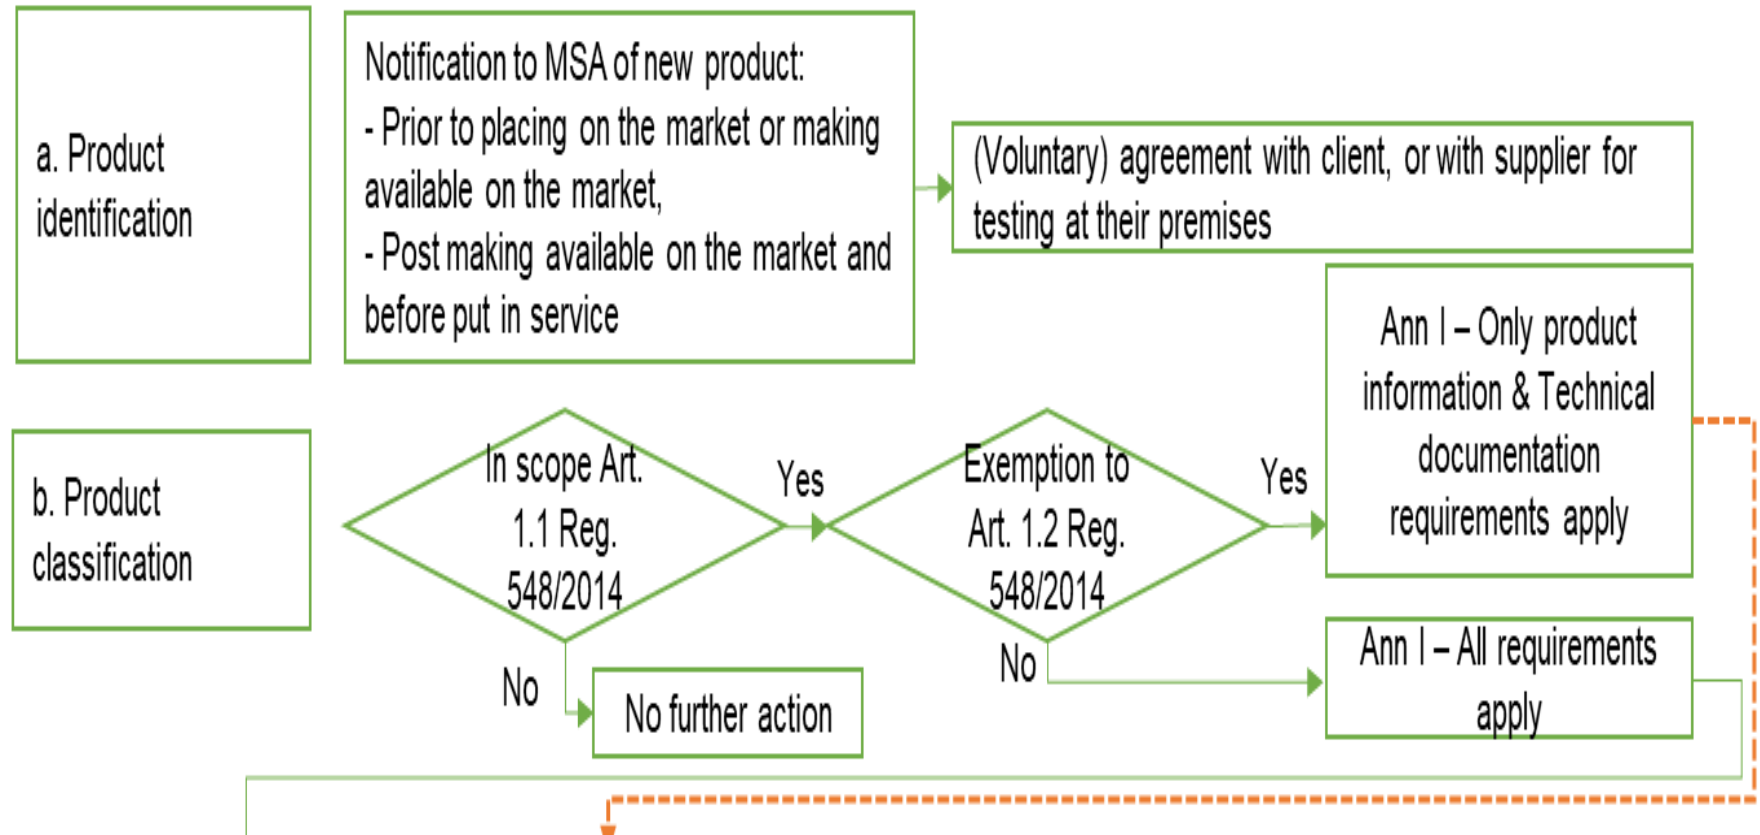 a. Product
identification
Notification to MSA of new product:
- Prior to placing on the market or making
available on the market,
- Post making available on the market and
before put in service
(Voluntary) agreement with client, or with supplier for
testing at their premises
b. Product
classification
In scope Art.
1.1 Reg.
548/2014
Yes
No
No further action
Exemption to
Art. 1.2 Reg.
548/2014
Yes
No
Ann I – Only product
information & Technical
documentation
requirements apply
Ann I – All requirements
apply